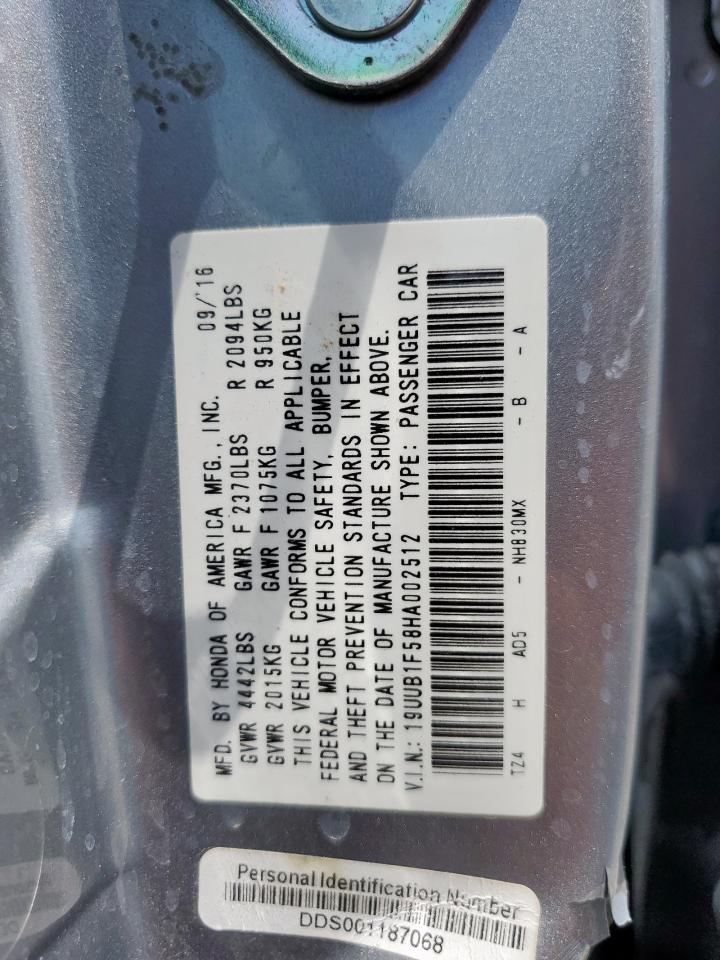 MFD. BY HONDA OF AMERICA MFG., INC. 09/'16
GVWR 4442LBS GAWR F 2370LBS R 2094LBS
GVWR 2015KG GAWR F 1075KG R 950KG
THIS VEHICLE CONFORMS TO ALL APPLICABLE
FEDERAL MOTOR VEHICLE SAFETY, BUMPER,
AND THEFT PREVENTION STANDARDS IN EFFECT
ON THE DATE OF MANUFACTURE SHOWN ABOVE.
V.I.N.: 19UUB1F58HA002512 TYPE: PASSENGER CAR
TZ4 H AD5 - NH830MX - B - A
Personal Identification Number
DDS001187068